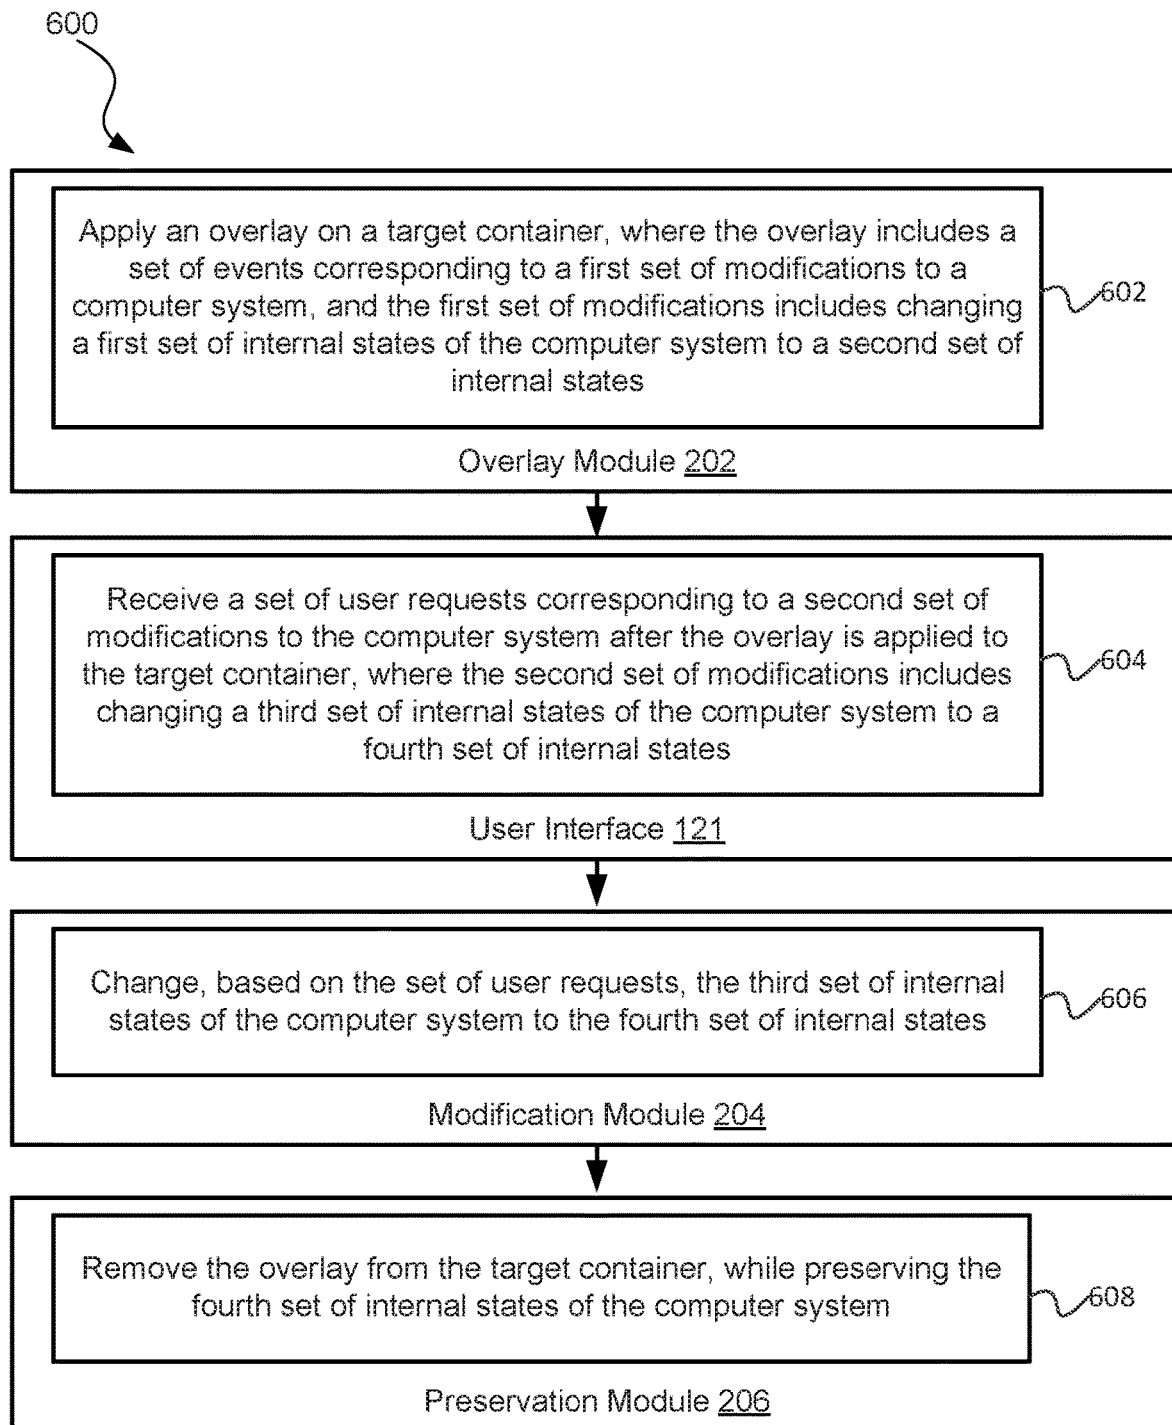 600
Apply an overlay on a target container, where the overlay includes a
set of events corresponding to a first set of modifications to a
computer system, and the first set of modifications includes changing
a first set of internal states of the computer system to a second set of
internal states
602
Overlay Module 202
Receive a set of user requests corresponding to a second set of
modifications to the computer system after the overlay is applied to
the target container, where the second set of modifications includes
changing a third set of internal states of the computer system to a
fourth set of internal states
604
User Interface 121
Change, based on the set of user requests, the third set of internal
states of the computer system to the fourth set of internal states
606
Modification Module 204
Remove the overlay from the target container, while preserving the
fourth set of internal states of the computer system
608
Preservation Module 206